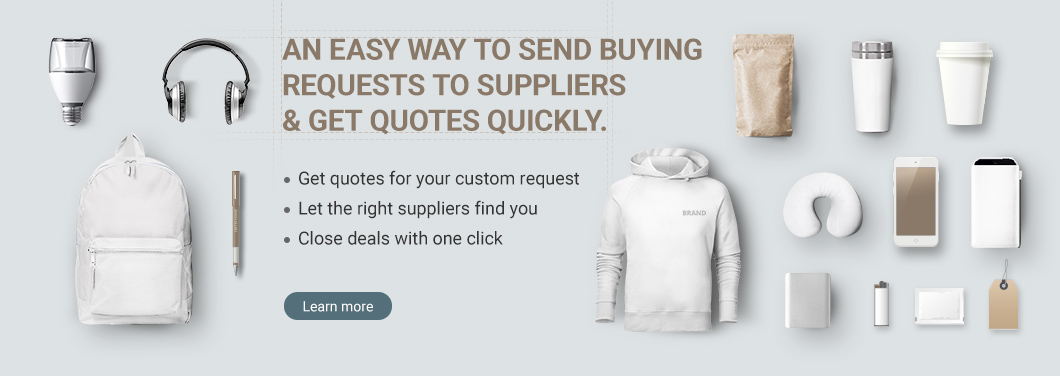 AN EASY WAY TO SEND BUYING
REQUESTS TO SUPPLIERS
& GET QUOTES QUICKLY.
Get quotes for your custom request
Let the right suppliers find you
Close deals with one click
Learn more
BRAND